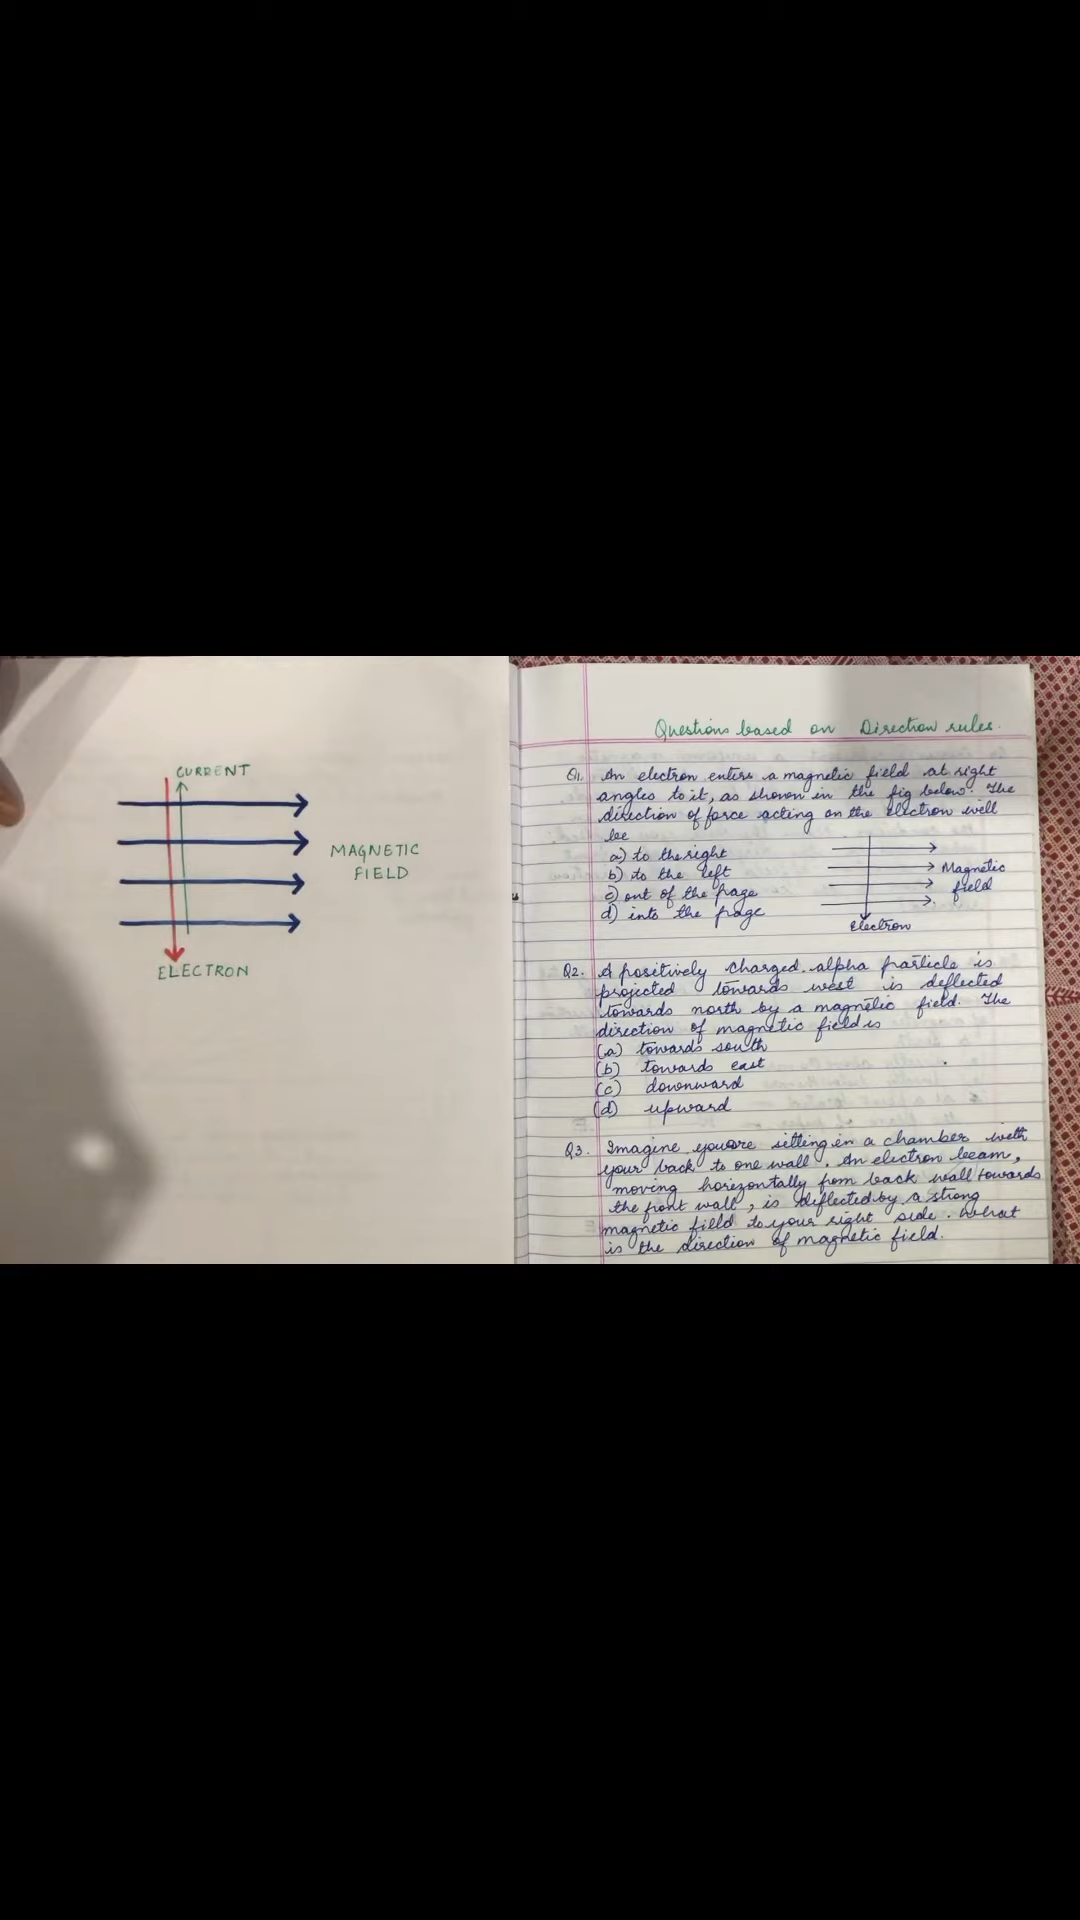 CURRENT
MAGNETIC
FIELD
ELECTRON
Questions based on Direction rules.
Q1. An electron enters a magnetic field at right
angles to it, as shown in the fig below. The
direction of force acting on the electron will
be
a) to the right
b) to the left
c) out of the page
d) into the page
Magnetic
field
Electron
Q2. A positively charged alpha particle is
projected towards west is deflected
towards north by a magnetic field. The
direction of magnetic field is
(a) towards south
(b) towards east
(c) downward
(d) upward
Q3. Imagine you are sitting in a chamber with
your back to one wall. An electron beam,
moving horizontally from back wall towards
the front wall, is deflected by a strong
magnetic field to your right side. What
is the direction of magnetic field.